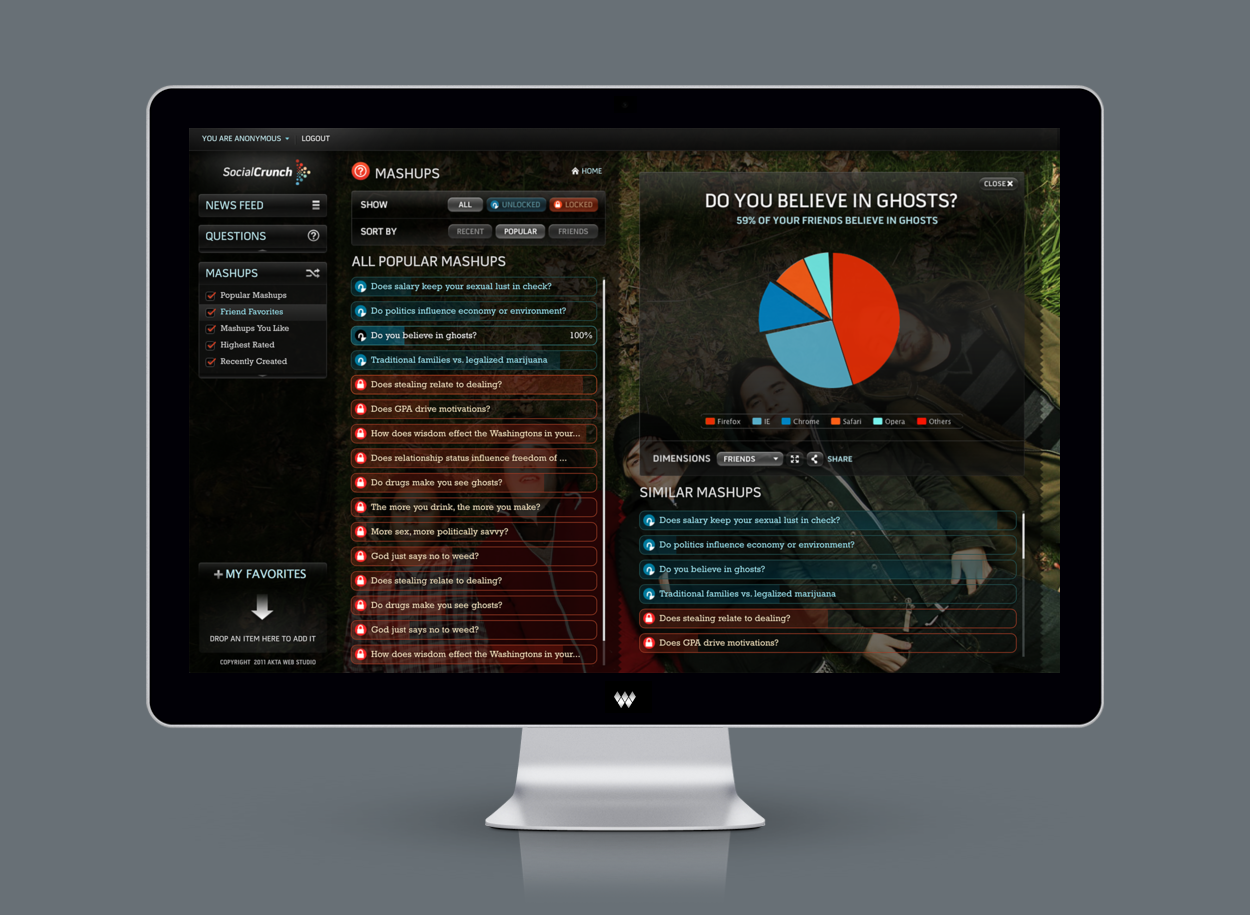 YOU ARE ANONYMOUS LOGOUT
SocialCrunch
NEWS FEED
QUESTIONS
MASHUPS
Popular Mashups
Friend Favorites
Mashups You Like
Highest Rated
Recently Created
+ MY FAVORITES
DROP AN ITEM HERE TO ADD IT
COPYRIGHT 2011 AKTA WEB STUDIO
MASHUPS HOME
SHOW ALL UNLOCKED LOCKED
SORT BY RECENT POPULAR FRIENDS
ALL POPULAR MASHUPS
Does salary keep your sexual lust in check?
Do politics influence economy or environment?
Do you believe in ghosts? 100%
Traditional families vs. legalized marijuana
Does stealing relate to dealing?
Does GPA drive motivations?
How does wisdom effect the Washingtons in your...
Does relationship status influence freedom of ...
Do drugs make you see ghosts?
The more you drink, the more you make?
More sex, more politically savvy?
God just says no to weed?
Does stealing relate to dealing?
Do drugs make you see ghosts?
God just says no to weed?
How does wisdom effect the Washingtons in your...
CLOSE
DO YOU BELIEVE IN GHOSTS?
59% OF YOUR FRIENDS BELIEVE IN GHOSTS
Firefox IE Chrome Safari Opera Others
DIMENSIONS FRIENDS SHARE
SIMILAR MASHUPS
Does salary keep your sexual lust in check?
Do politics influence economy or environment?
Do you believe in ghosts?
Traditional families vs. legalized marijuana
Does stealing relate to dealing?
Does GPA drive motivations?